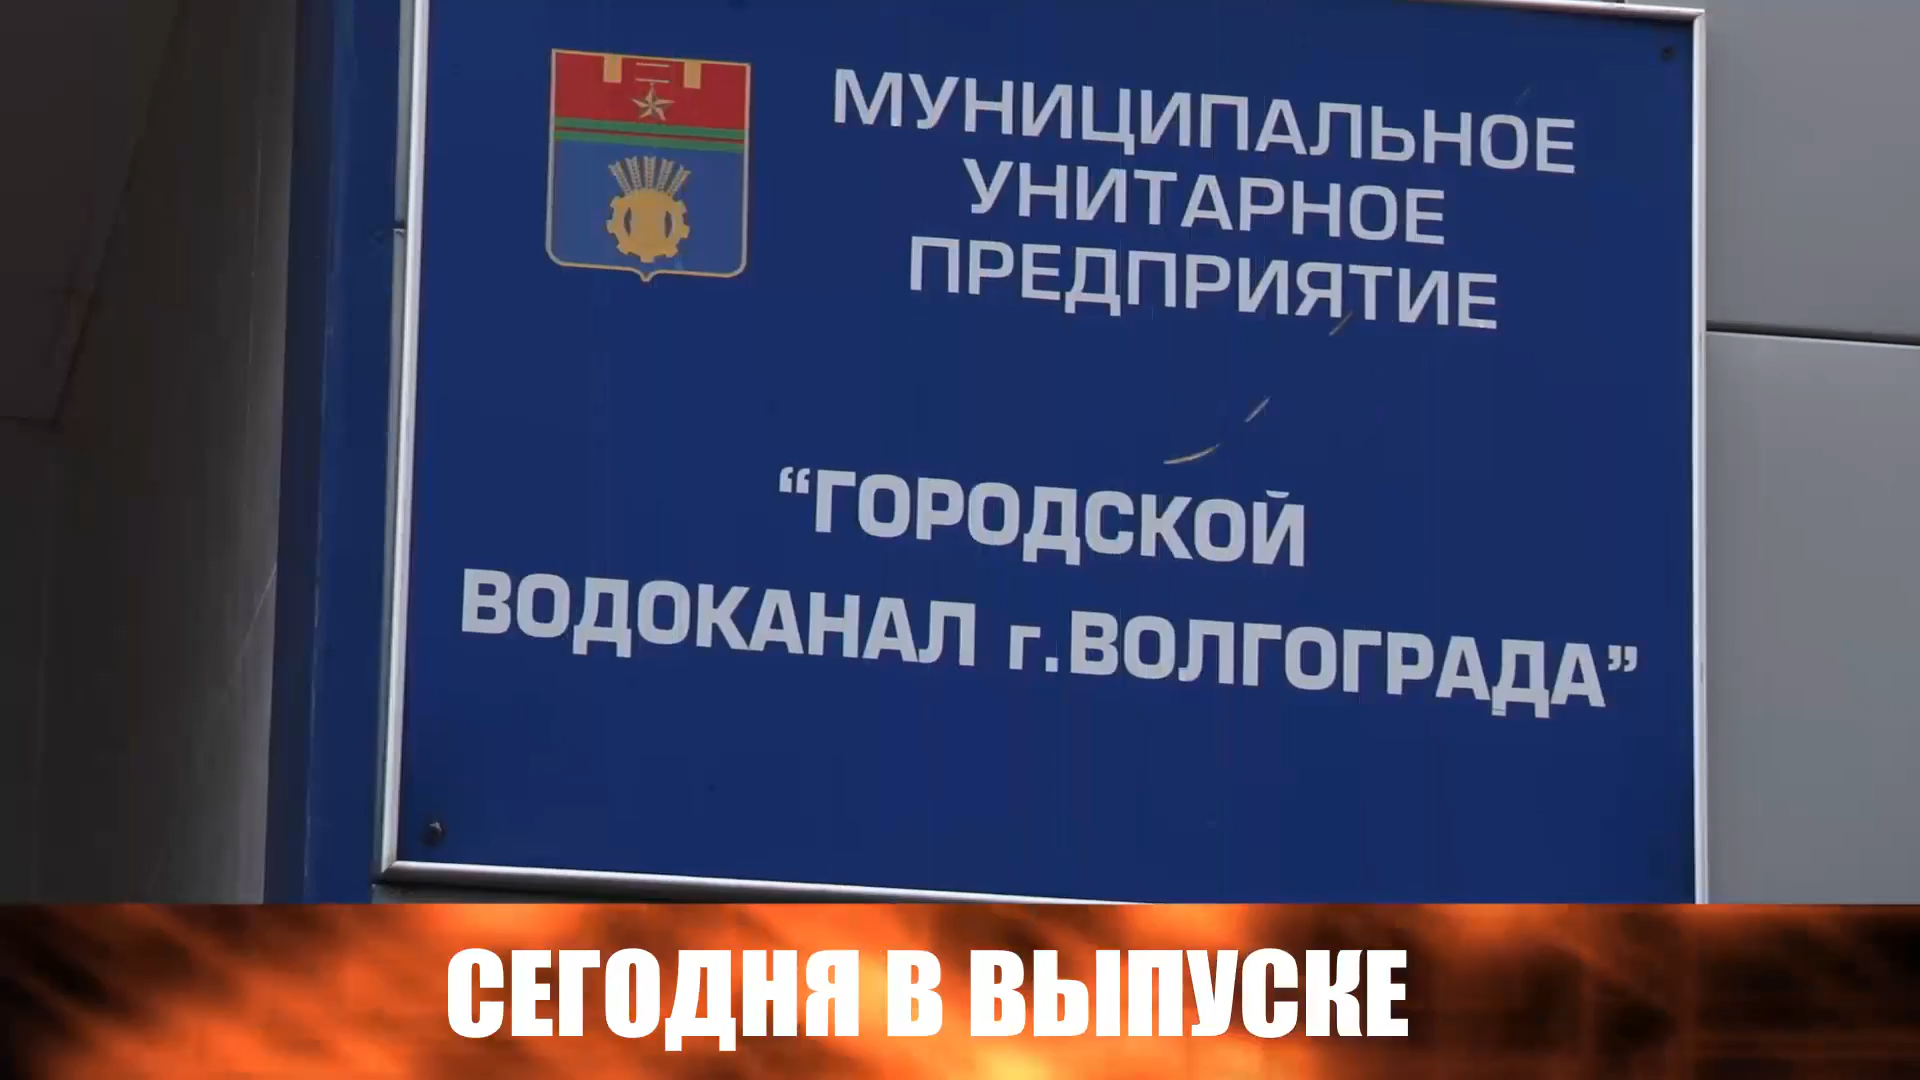 МУНИЦИПАЛЬНОЕ
УНИТАРНОЕ
ПРЕДПРИЯТИЕ
“ГОРОДСКОЙ
ВОДОКАНАЛ г.ВОЛГОГРАДА”
СЕГОДНЯ В ВЫПУСКЕ